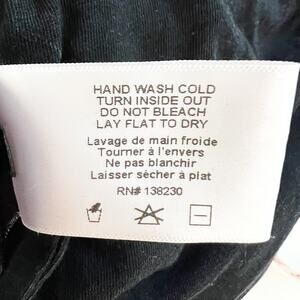 HAND WASH COLD
TURN INSIDE OUT
DO NOT BLEACH
LAY FLAT TO DRY
Lavage de main froide
Tourner à l'envers
Ne pas blanchir
Laisser sècher à plat
RN# 138230